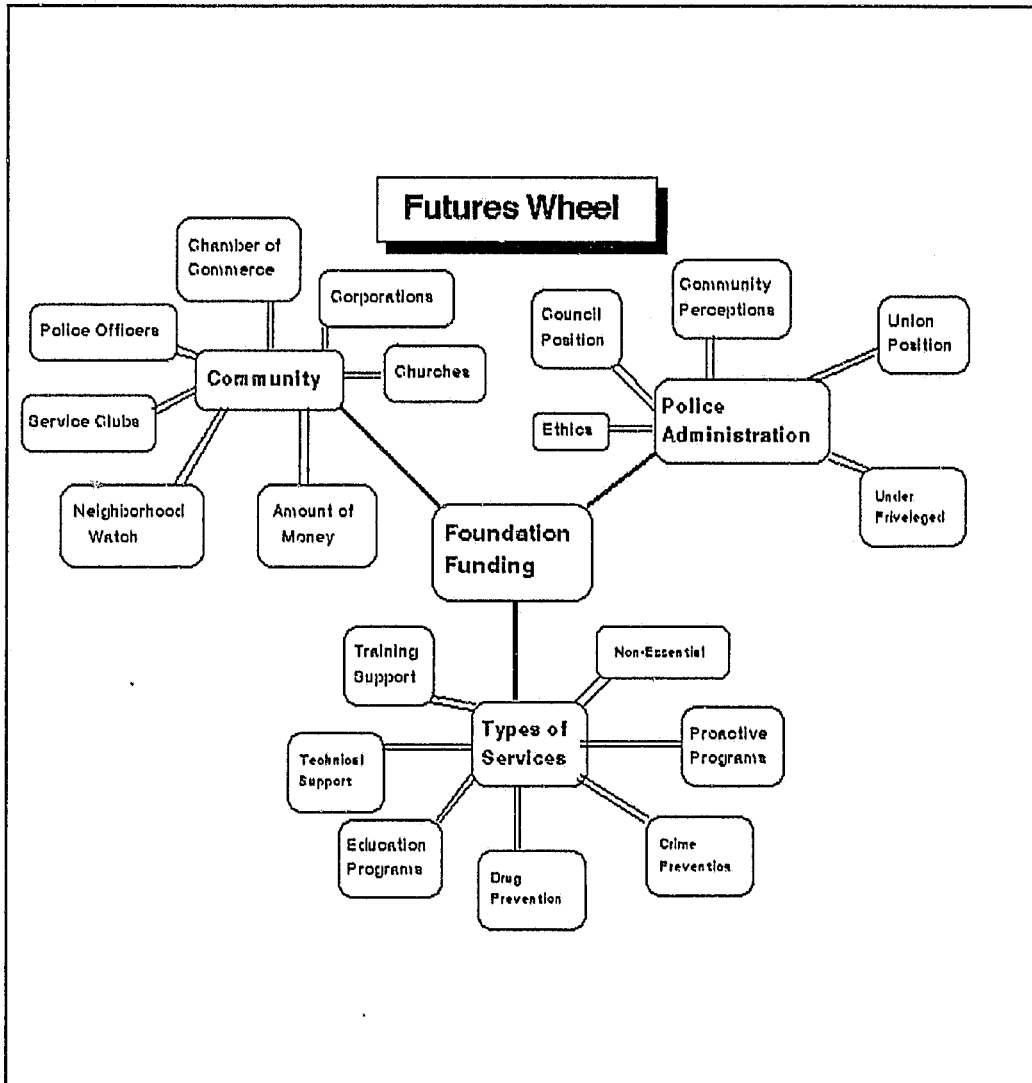 Futures Wheel
Chamber of
Commerce
Corporations
Police Officers
Community
Churches
Service Clubs
Neighborhood
Watch
Amount of
Money
Community
Perceptions
Council
Position
Union
Position
Police
Administration
Ethics
Under
Priveleged
Foundation
Funding
Training
Support
Non-Essential
Types of
Services
Proactive
Programs
Technical
Support
Education
Programs
Drug
Prevention
Crime
Prevention